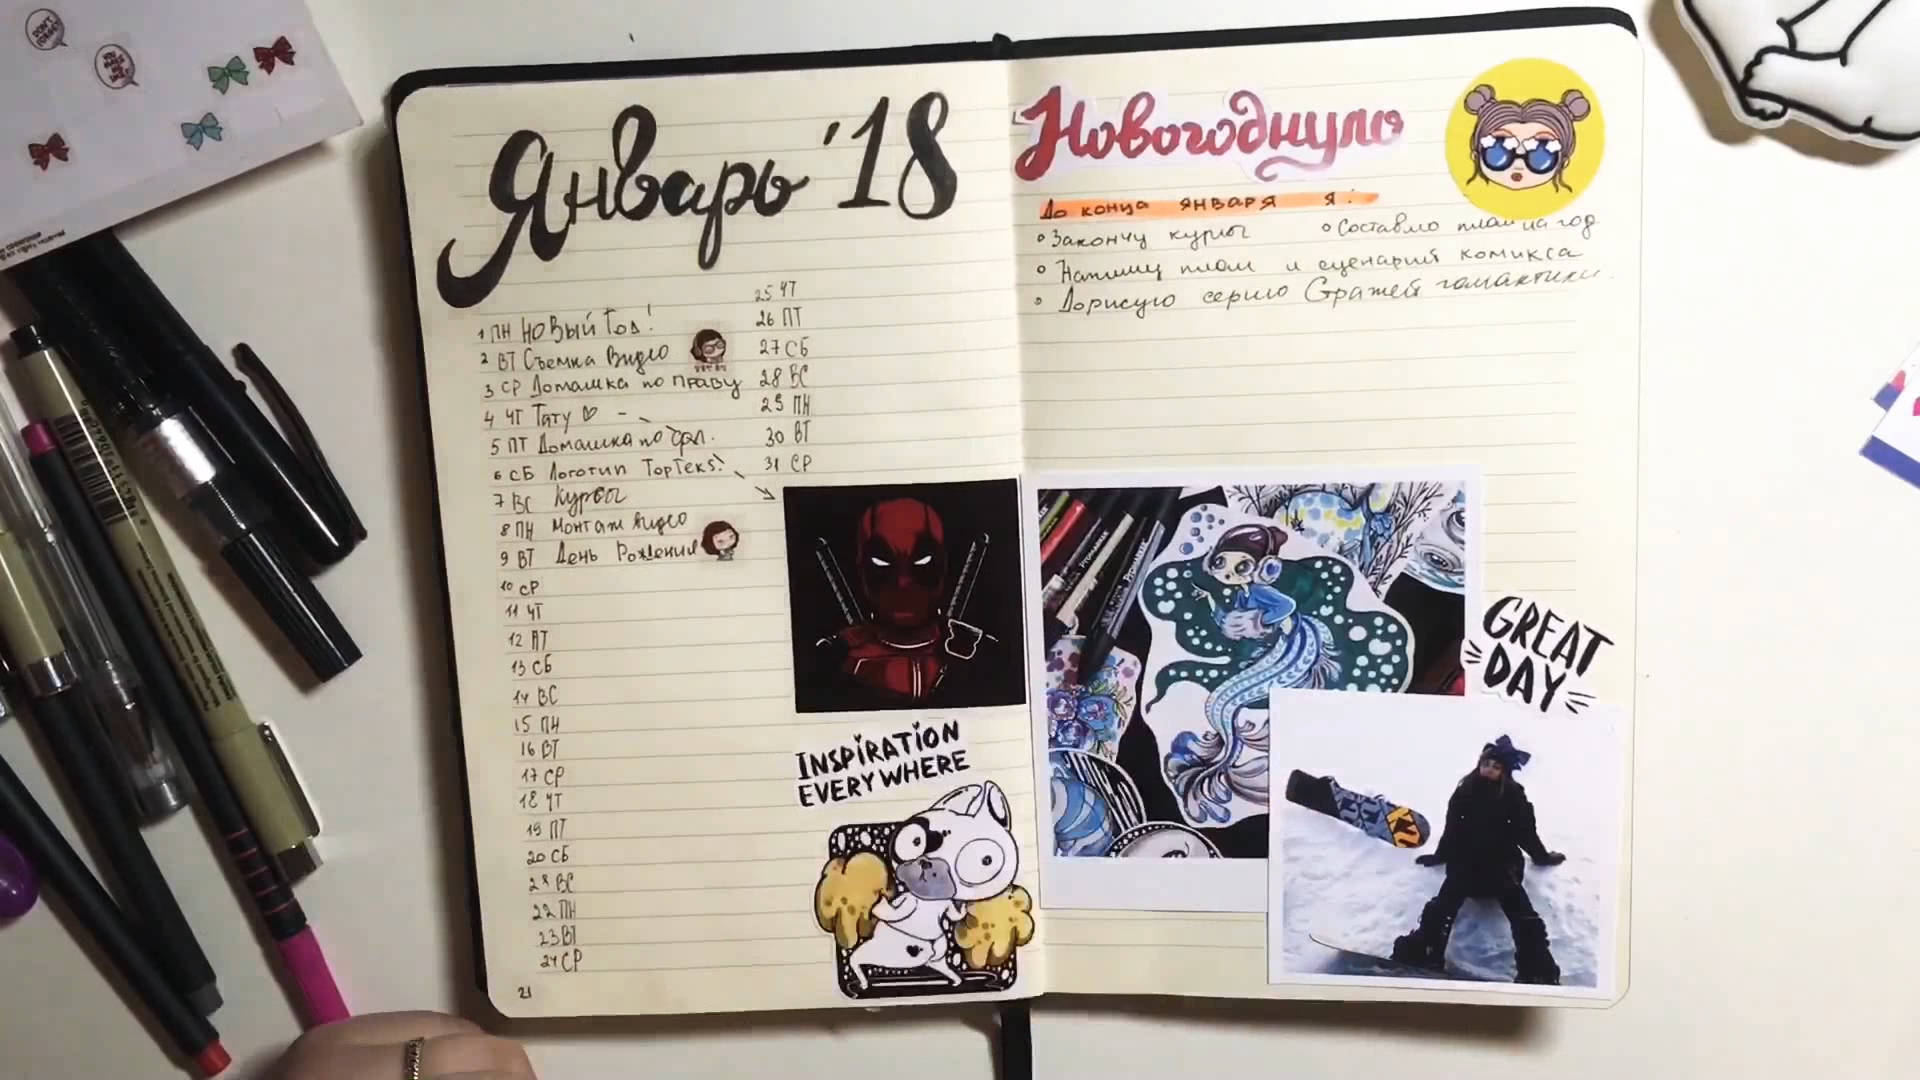 Январь '18
1 ПН Новый Год!
2 ВТ Съемка видео
3 СР Домашка по праву
4 ЧТ Тату
5 ПТ Домашка по
6 СБ Логотип TopTeks!
7 ВС Курсы
8 ПН Монтаж видео
9 ВТ День Рождения
10 СР
11 ЧТ
12 ПТ
13 СБ
14 ВС
15 ПН
16 ВТ
17 СР
18 ЧТ
19 ПТ
20 СБ
21 ВС
22 ПН
23 ВТ
24 СР
21
25 ЧТ
26 ПТ
27 СБ
28 ВС
29 ПН
30 ВТ
31 СР
INSPIRATION
EVERYWHERE
Новогоднуло
До конца января я:
Закончу курсы
Составлю план на год
Напишу план и сценарий комикса
Дорисую серию Стражей галактики.
GREAT
DAY
DON'T
FORGET